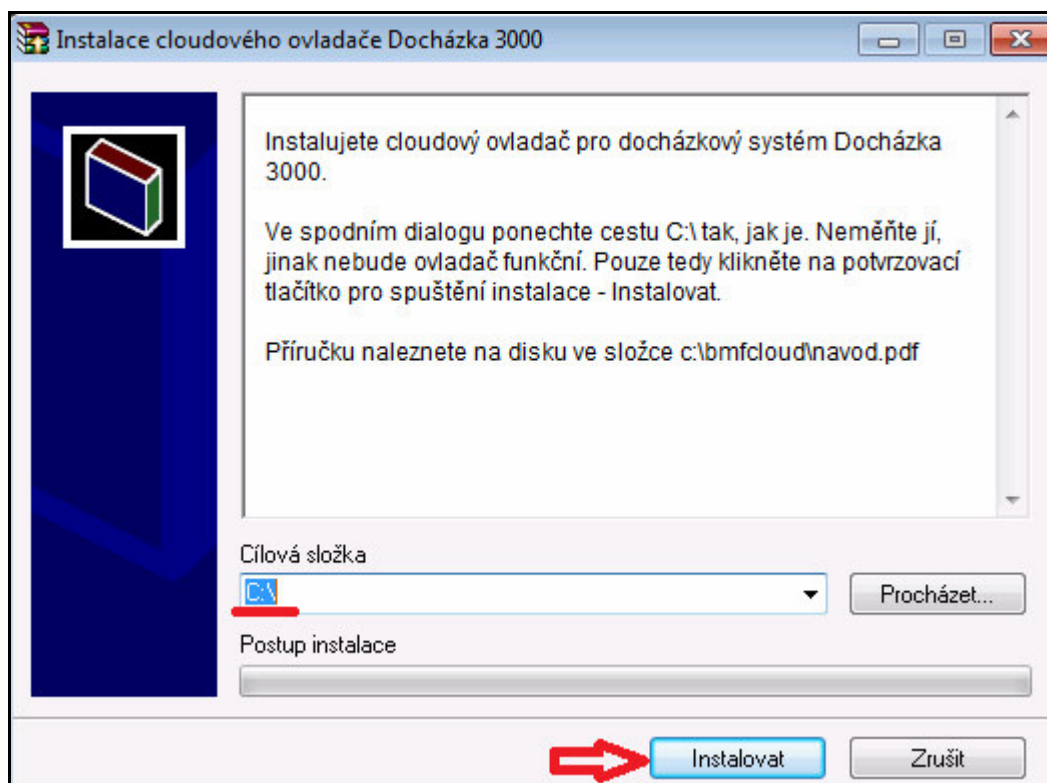 Instalace cloudového ovladače Docházka 3000
Instalujete cloudový ovladač pro docházkový systém Docházka
3000.
Ve spodním dialogu ponechte cestu C:\ tak, jak je. Neměňte jí,
jinak nebude ovladač funkční. Pouze tedy klikněte na potvrzovací
tlačítko pro spuštění instalace - Instalovat.
Příručku naleznete na disku ve složce c:\bmfcloud\navod.pdf
Cílová složka
C:\
Procházet...
Postup instalace
Instalovat
Zrušit